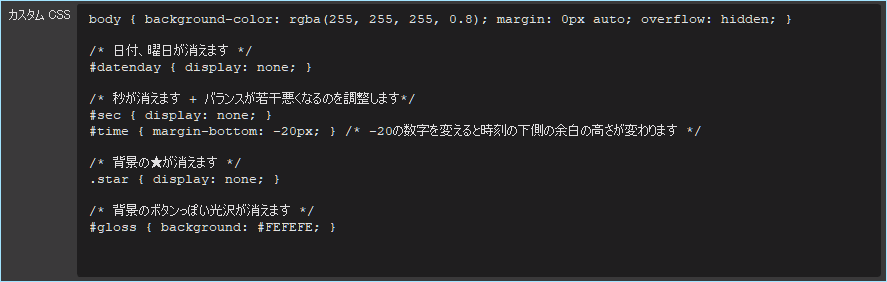 カスタム CSS
body { background-color: rgba(255, 255, 255, 0.8); margin: 0px auto; overflow: hidden; }
/* 日付、曜日が消えます */
#datenday { display: none; }
/* 秒が消えます + バランスが若干悪くなるのを調整します*/
#sec { display: none; }
#time { margin-bottom: -20px; } /* -20の数字を変えると時刻の下側の余白の高さが変わります */
/* 背景の★が消えます */
.star { display: none; }
/* 背景のボタンっぽい光沢が消えます */
#gloss { background: #FEFEFE; }